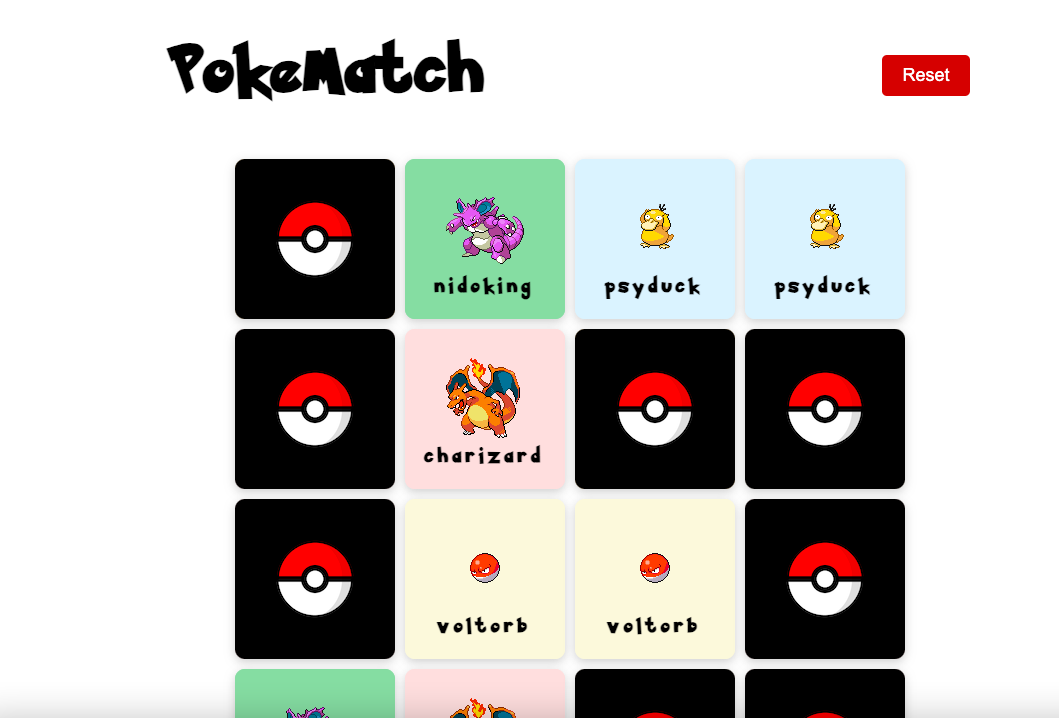 PokeMatch
Reset
nidoking
psyduck
psyduck
charizard
voltorb
voltorb